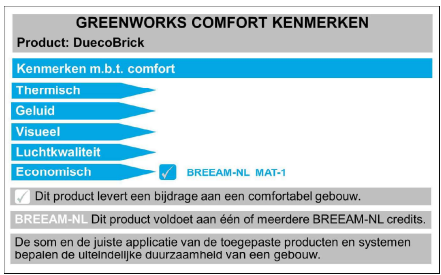 GREENWORKS COMFORT KENMERKEN
Product: DuecoBrick
Kenmerken m.b.t. comfort
Thermisch
Geluid
Visueel
Luchtkwaliteit
Economisch BREEAM-NL MAT-1
Dit product levert een bijdrage aan een comfortabel gebouw.
BREEAM-NL Dit product voldoet aan één of meerdere BREEAM-NL credits.
De som en de juiste applicatie van de toegepaste producten en systemen
bepalen de uiteindelijke duurzaamheid van een gebouw.